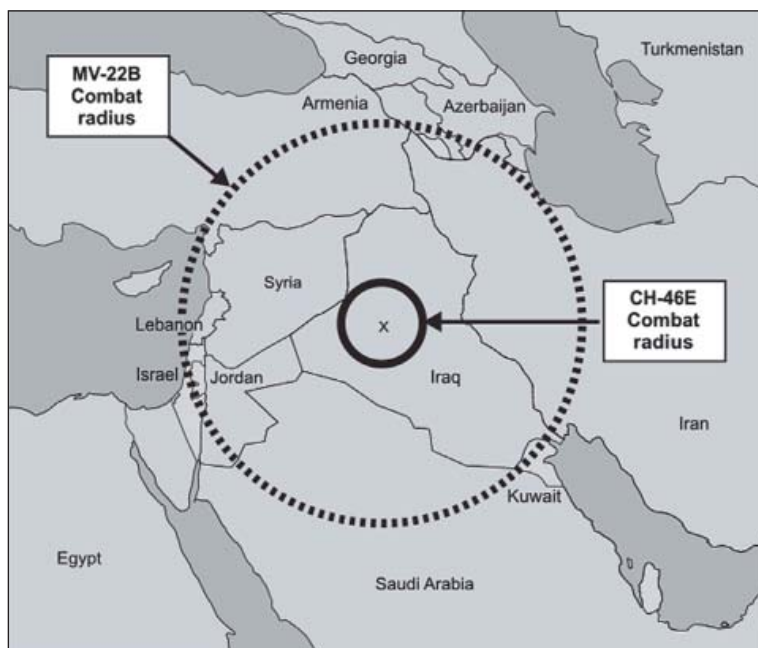 Turkmenistan
Georgia
MV-22B
Combat
radius
Armenia
Azerbaijan
Syria
CH-46E
Combat
radius
x
Lebanon
Israel
Jordan
Iraq
Iran
Kuwait
Egypt
Saudi Arabia